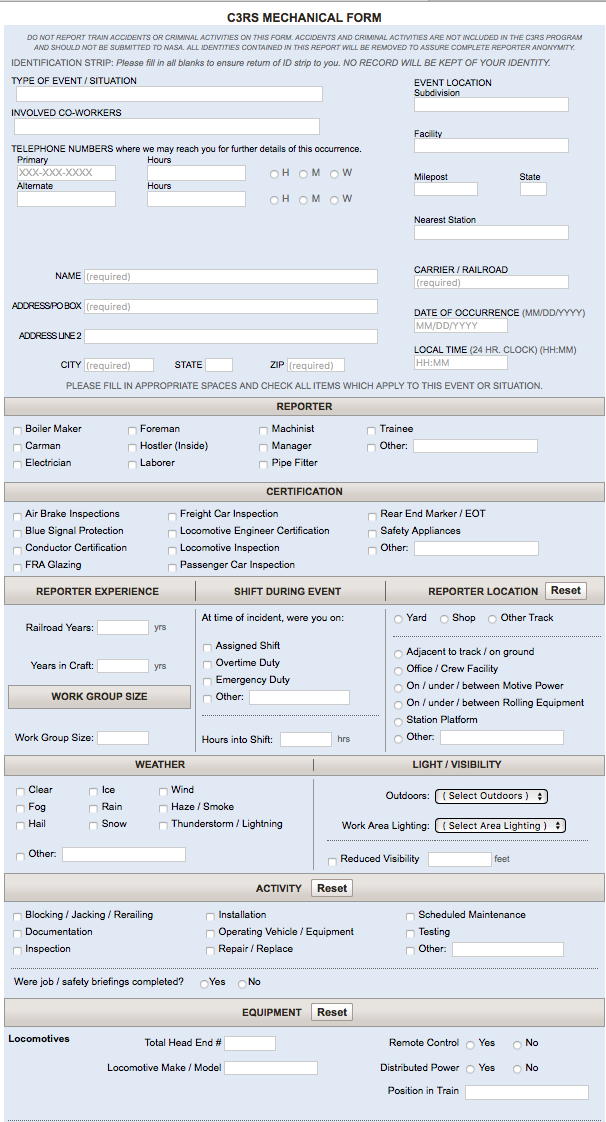 C3RS MECHANICAL FORM
DO NOT REPORT TRAIN ACCIDENTS OR CRIMINAL ACTIVITIES ON THIS FORM. ACCIDENTS AND CRIMINAL ACTIVITIES ARE NOT INCLUDED IN THE C3RS PROGRAM
AND SHOULD NOT BE SUBMITTED TO NASA. ALL IDENTITIES CONTAINED IN THIS REPORT WILL BE REMOVED TO ASSURE COMPLETE REPORTER ANONYMITY.
IDENTIFICATION STRIP: Please fill in all blanks to ensure return of ID strip to you. NO RECORD WILL BE KEPT OF YOUR IDENTITY.
TYPE OF EVENT / SITUATION
INVOLVED CO-WORKERS
TELEPHONE NUMBERS where we may reach you for further details of this occurrence.
Primary Hours
XXX-XXX-XXXX H M W
Alternate Hours
H M W
EVENT LOCATION
Subdivision
Facility
Milepost State
Nearest Station
NAME (required)
ADDRESS/PO BOX (required)
ADDRESS LINE 2
CITY (required) STATE ZIP (required)
CARRIER / RAILROAD
(required)
DATE OF OCCURRENCE (MM/DD/YYYY)
MM/DD/YYYY
LOCAL TIME (24 HR. CLOCK) (HH:MM)
HH:MM
PLEASE FILL IN APPROPRIATE SPACES AND CHECK ALL ITEMS WHICH APPLY TO THIS EVENT OR SITUATION.
REPORTER
Boiler Maker Foreman Machinist Trainee
Carman Hostler (Inside) Manager Other:
Electrician Laborer Pipe Fitter
CERTIFICATION
Air Brake Inspections Freight Car Inspection Rear End Marker / EOT
Blue Signal Protection Locomotive Engineer Certification Safety Appliances
Conductor Certification Locomotive Inspection Other:
FRA Glazing Passenger Car Inspection
REPORTER EXPERIENCE
Railroad Years: yrs
Years in Craft: yrs
WORK GROUP SIZE
Work Group Size:
SHIFT DURING EVENT
At time of incident, were you on:
Assigned Shift
Overtime Duty
Emergency Duty
Other:
Hours into Shift: hrs
REPORTER LOCATION Reset
Yard Shop Other Track
Adjacent to track / on ground
Office / Crew Facility
On / under / between Motive Power
On / under / between Rolling Equipment
Station Platform
Other:
WEATHER
Clear Ice Wind
Fog Rain Haze / Smoke
Hail Snow Thunderstorm / Lightning
Other:
LIGHT / VISIBILITY
Outdoors: ( Select Outdoors )
Work Area Lighting: ( Select Area Lighting )
Reduced Visibility feet
ACTIVITY Reset
Blocking / Jacking / Rerailing Installation Scheduled Maintenance
Documentation Operating Vehicle / Equipment Testing
Inspection Repair / Replace Other:
Were job / safety briefings completed? Yes No
EQUIPMENT Reset
Locomotives Total Head End # Remote Control Yes No
Locomotive Make / Model Distributed Power Yes No
Position in Train